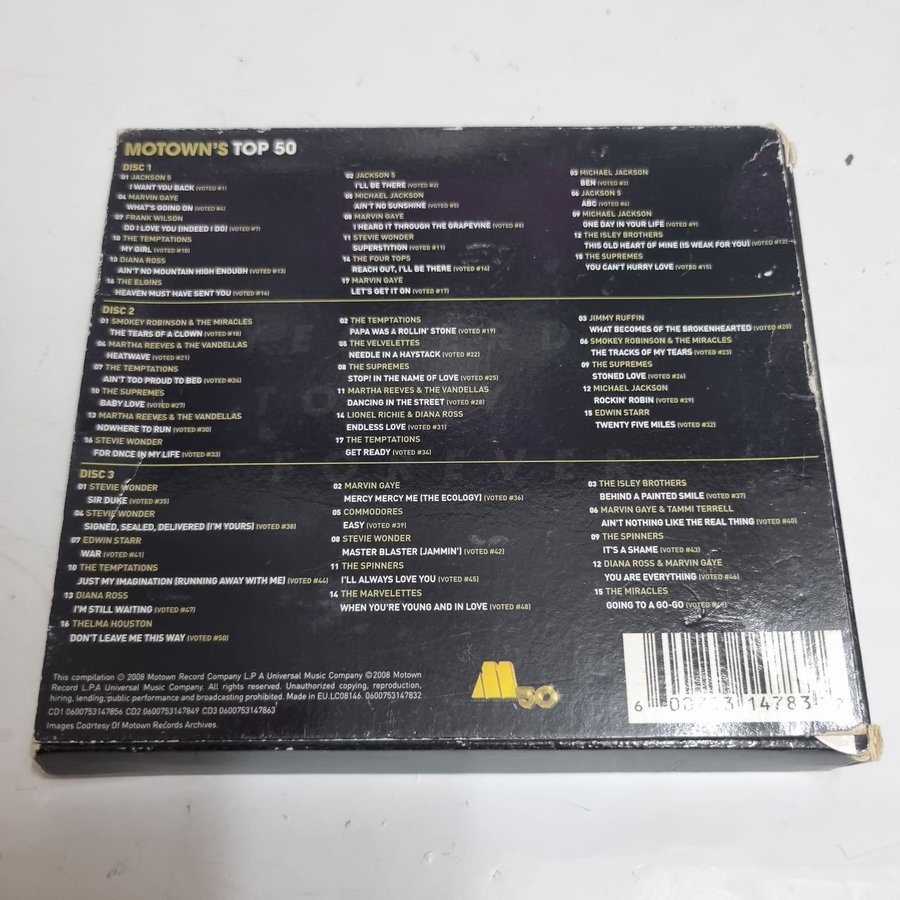 MOTOWN'S TOP 50
DISC 1
01 JACKSON 5
I WANT YOU BACK (VOTED #1)
02 JACKSON 5
I'LL BE THERE (VOTED #2)
03 MICHAEL JACKSON
BEN (VOTED #3)
04 MARVIN GAYE
WHAT'S GOING ON (VOTED #4)
05 MICHAEL JACKSON
AIN'T NO SUNSHINE (VOTED #5)
06 JACKSON 5
ABC (VOTED #6)
07 FRANK WILSON
DO I LOVE YOU (INDEED I DO) (VOTED #7)
08 MARVIN GAYE
I HEARD IT THROUGH THE GRAPEVINE (VOTED #8)
09 MICHAEL JACKSON
ONE DAY IN YOUR LIFE (VOTED #9)
10 THE TEMPTATIONS
MY GIRL (VOTED #10)
11 STEVIE WONDER
SUPERSTITION (VOTED #11)
12 THE ISLEY BROTHERS
THIS OLD HEART OF MINE (IS WEAK FOR YOU) (VOTED #12)
13 DIANA ROSS
AIN'T NO MOUNTAIN HIGH ENOUGH (VOTED #13)
14 THE FOUR TOPS
REACH OUT, I'LL BE THERE (VOTED #14)
15 THE SUPREMES
YOU CAN'T HURRY LOVE (VOTED #15)
16 THE ELGINS
HEAVEN MUST HAVE SENT YOU (VOTED #16)
17 MARVIN GAYE
LET'S GET IT ON (VOTED #17)
DISC 2
01 SMOKEY ROBINSON & THE MIRACLES
THE TEARS OF A CLOWN (VOTED #18)
02 THE TEMPTATIONS
PAPA WAS A ROLLIN' STONE (VOTED #19)
03 JIMMY RUFFIN
WHAT BECOMES OF THE BROKENHEARTED (VOTED #20)
04 MARTHA REEVES & THE VANDELLAS
HEATWAVE (VOTED #21)
05 THE VELVELETTES
NEEDLE IN A HAYSTACK (VOTED #22)
06 SMOKEY ROBINSON & THE MIRACLES
THE TRACKS OF MY TEARS (VOTED #23)
07 THE TEMPTATIONS
AIN'T TOO PROUD TO BEG (VOTED #24)
08 THE SUPREMES
STOP! IN THE NAME OF LOVE (VOTED #25)
09 THE SUPREMES
STONED LOVE (VOTED #26)
10 THE SUPREMES
BABY LOVE (VOTED #27)
11 MARTHA REEVES & THE VANDELLAS
DANCING IN THE STREET (VOTED #28)
12 MICHAEL JACKSON
ROCKIN' ROBIN (VOTED #29)
13 MARTHA REEVES & THE VANDELLAS
NOWHERE TO RUN (VOTED #30)
14 LIONEL RICHIE & DIANA ROSS
ENDLESS LOVE (VOTED #31)
15 EDWIN STARR
TWENTY FIVE MILES (VOTED #32)
16 STEVIE WONDER
FOR ONCE IN MY LIFE (VOTED #33)
17 THE TEMPTATIONS
GET READY (VOTED #34)
DISC 3
01 STEVIE WONDER
SIR DUKE (VOTED #35)
02 MARVIN GAYE
MERCY MERCY ME (THE ECOLOGY) (VOTED #36)
03 THE ISLEY BROTHERS
BEHIND A PAINTED SMILE (VOTED #37)
04 STEVIE WONDER
SIGNED, SEALED, DELIVERED (I'M YOURS) (VOTED #38)
05 COMMODORES
EASY (VOTED #39)
06 MARVIN GAYE & TAMMI TERRELL
AIN'T NOTHING LIKE THE REAL THING (VOTED #40)
07 EDWIN STARR
WAR (VOTED #41)
08 STEVIE WONDER
MASTER BLASTER (JAMMIN') (VOTED #42)
09 THE SPINNERS
IT'S A SHAME (VOTED #43)
10 THE TEMPTATIONS
JUST MY IMAGINATION (RUNNING AWAY WITH ME) (VOTED #44)
11 THE SPINNERS
I'LL ALWAYS LOVE YOU (VOTED #45)
12 DIANA ROSS & MARVIN GAYE
YOU ARE EVERYTHING (VOTED #46)
13 DIANA ROSS
I'M STILL WAITING (VOTED #47)
14 THE MARVELETTES
WHEN YOU'RE YOUNG AND IN LOVE (VOTED #48)
15 THE MIRACLES
GOING TO A GO-GO (VOTED #49)
16 THELMA HOUSTON
DON'T LEAVE ME THIS WAY (VOTED #50)
This compilation ℗ 2008 Motown Record Company L.P A Universal Music Company ©2008 Motown
Record L.P.A Universal Music Company. All rights reserved. Unauthorized copying, reproduction,
hiring, lending, public performance and broadcasting prohibited. Made in EU.LC08146. 0600753147832
CD1 0600753147856 CD2 0600753147849 CD3 0600753147863
Images Courtesy Of Motown Records Archives.
M 50